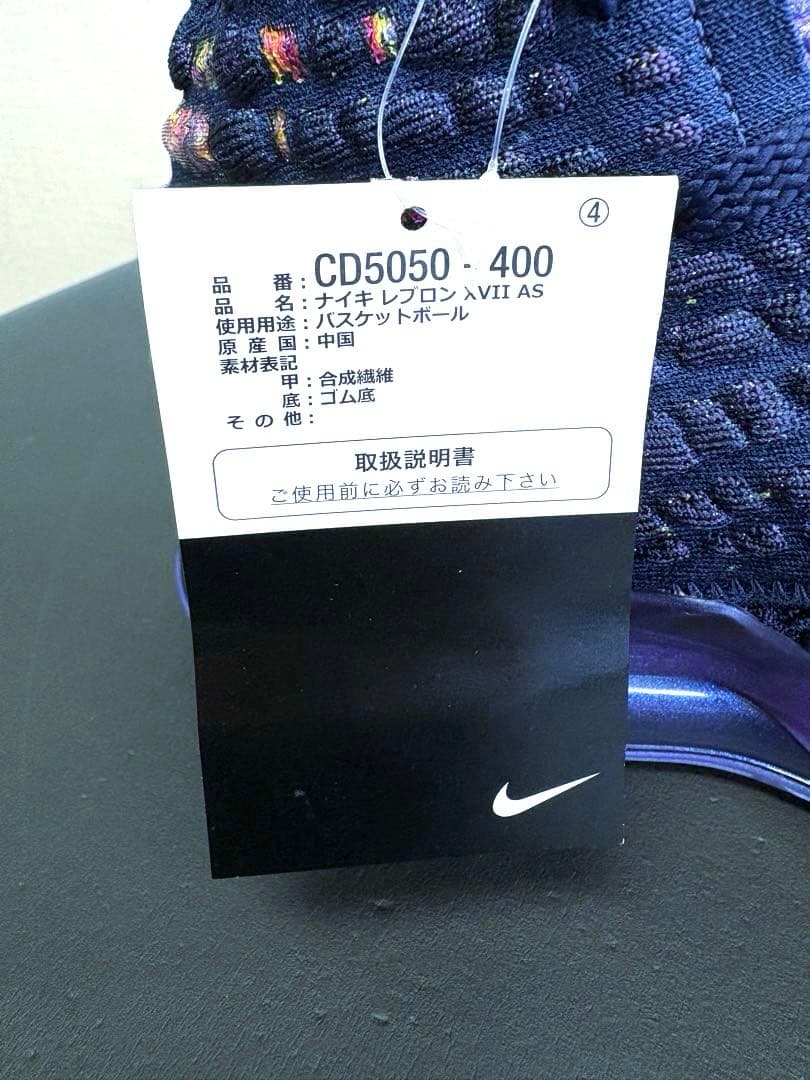 ④
品 番：CD5050 - 400
品 名：ナイキ レブロン XVII AS
使用用途：バスケットボール
原 産 国：中国
素材表記
甲：合成繊維
底：ゴム底
そ の 他：
取扱説明書
ご使用前に必ずお読み下さい